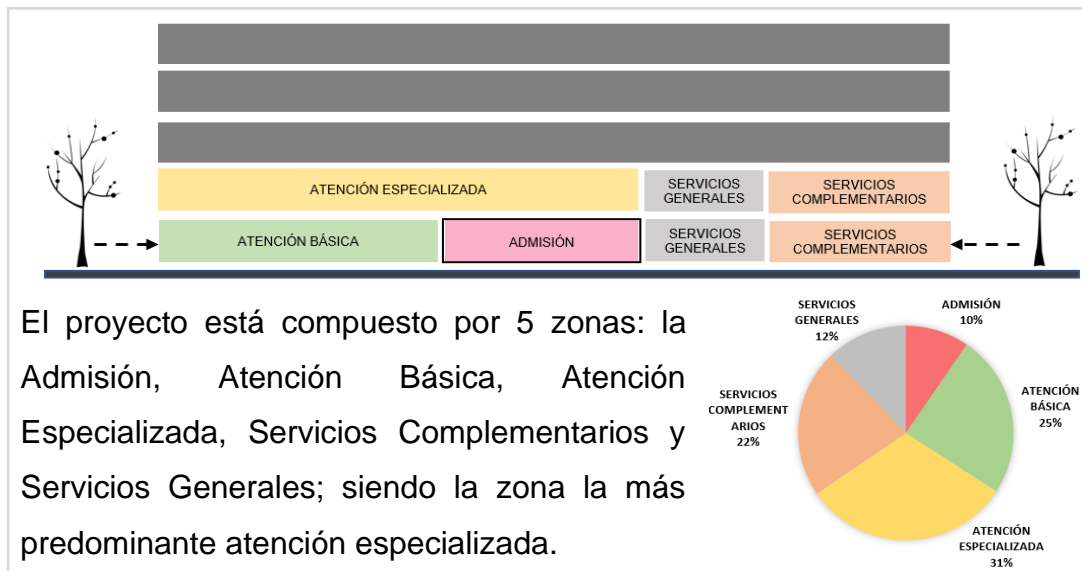 ATENCIÓN ESPECIALIZADA
SERVICIOS
GENERALES
SERVICIOS
COMPLEMENTARIOS
ATENCIÓN BÁSICA
ADMISIÓN
SERVICIOS
GENERALES
SERVICIOS
COMPLEMENTARIOS
El proyecto está compuesto por 5 zonas: la
Admisión, Atención Básica, Atención
Especializada, Servicios Complementarios y
Servicios Generales; siendo la zona la más
predominante atención especializada.
SERVICIOS
GENERALES
12%
ADMISIÓN
10%
SERVICIOS
COMPLEMENT
ARIOS
22%
ATENCIÓN
BÁSICA
25%
ATENCIÓN
ESPECIALIZADA
31%